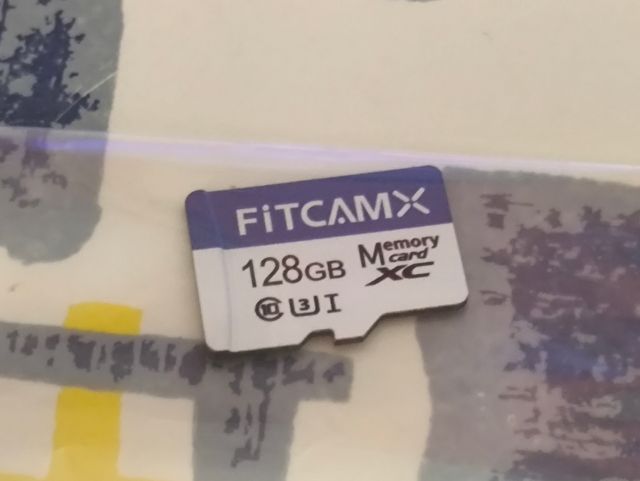 FiTCAMX
128GB Memory card XC
10 U3 I